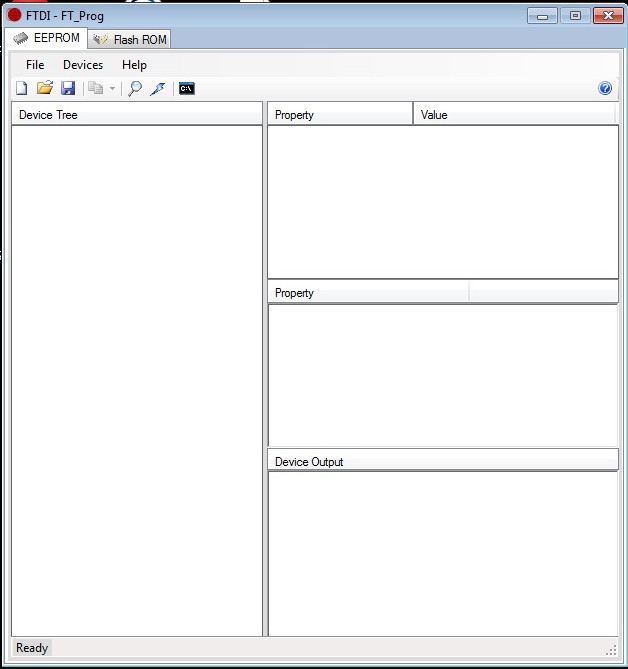 FTDI - FT_Prog
EEPROM Flash ROM
File Devices Help
C:\
Device Tree
Property Value
Property
Device Output
Ready